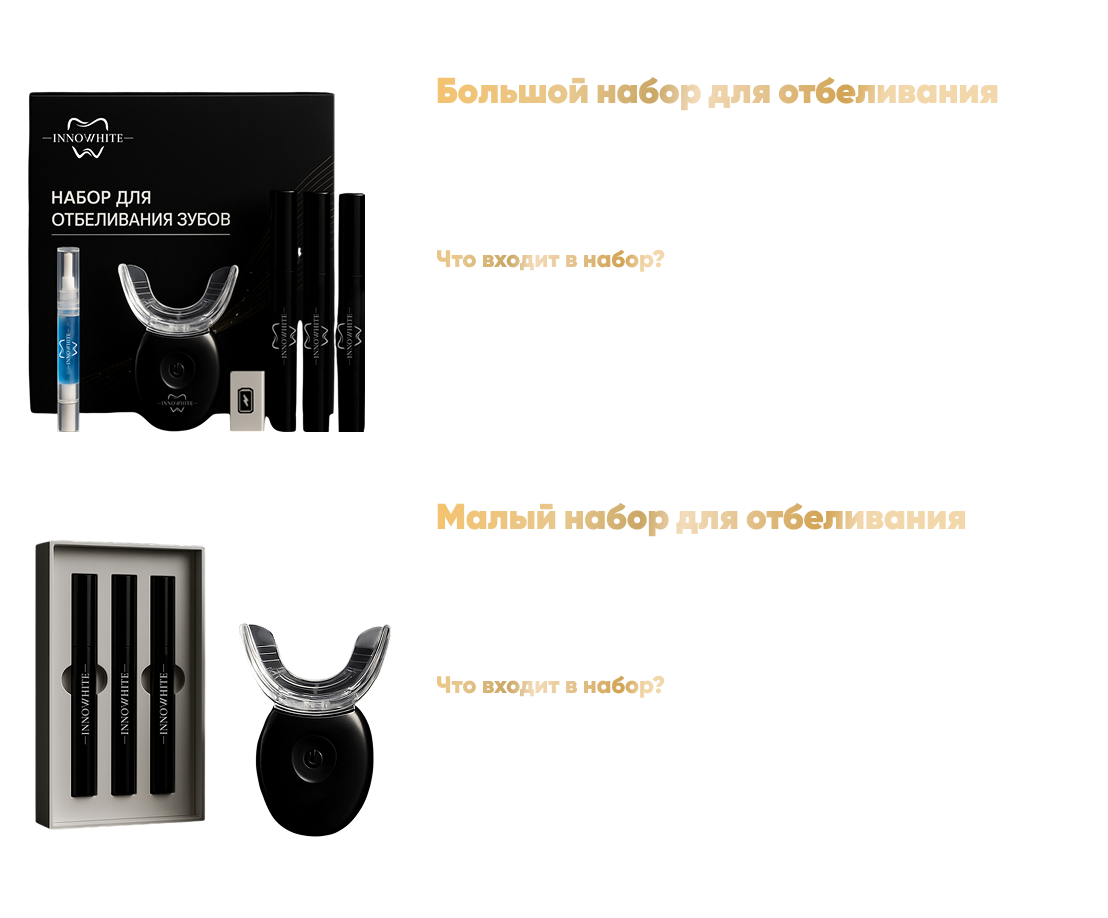 Большой набор для отбеливания
INNOWHITE
НАБОР ДЛЯ
ОТБЕЛИВАНИЯ ЗУБОВ
Что входит в набор?
INNOWHITE
INNOWHITE
INNOWHITE
INNOWHITE
INNOWHITE
Малый набор для отбеливания
Что входит в набор?
INNOWHITE
INNOWHITE
INNOWHITE